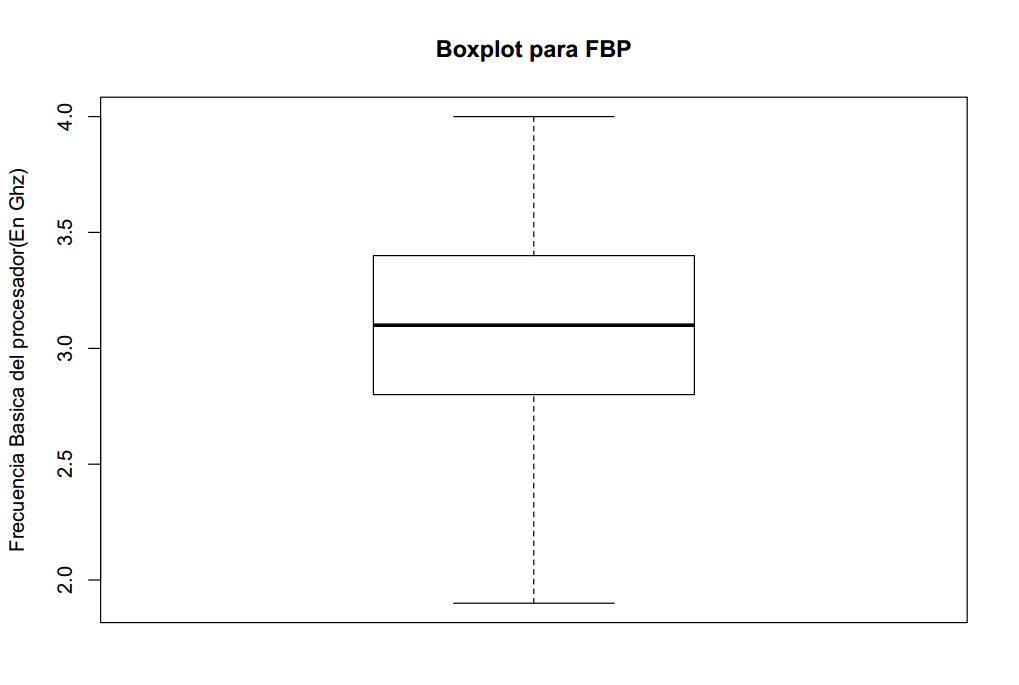 Boxplot para FBP
Frecuencia Basica del procesador(En Ghz)
4.0
3.5
3.0
2.5
2.0